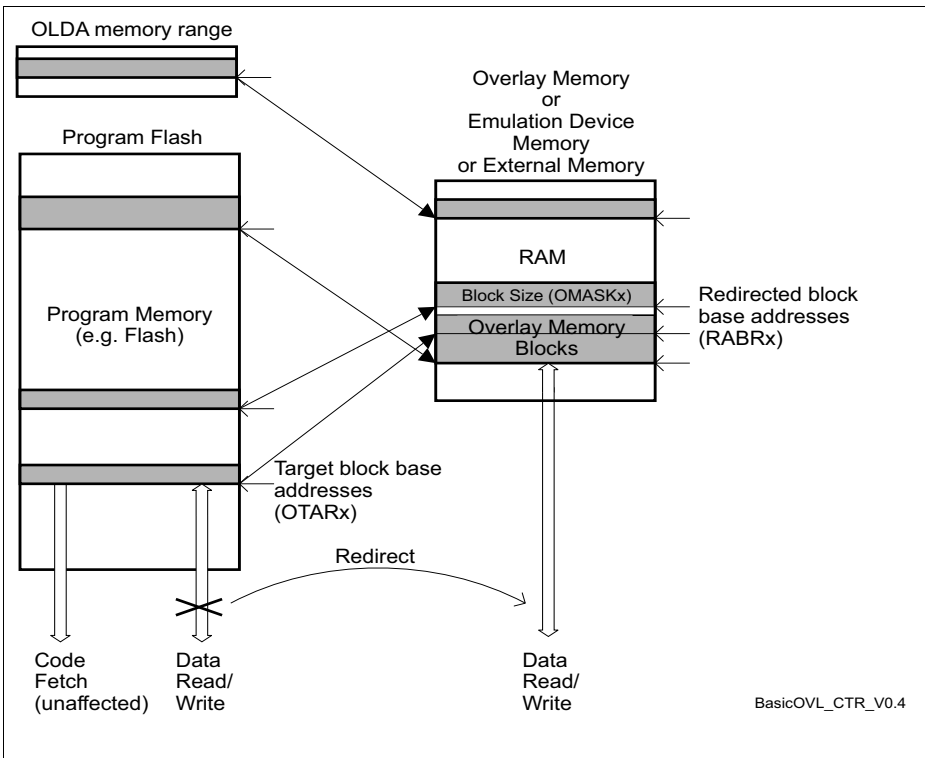 OLDA memory range
Overlay Memory
or
Emulation Device
Memory
or External Memory
Program Flash
RAM
Block Size (OMASKx)
Redirected block
base addresses
(RABRx)
Program Memory
(e.g. Flash)
Overlay Memory
Blocks
Target block base
addresses
(OTARx)
Redirect
Code
Fetch
(unaffected)
Data
Read/
Write
Data
Read/
Write
BasicOVL_CTR_V0.4